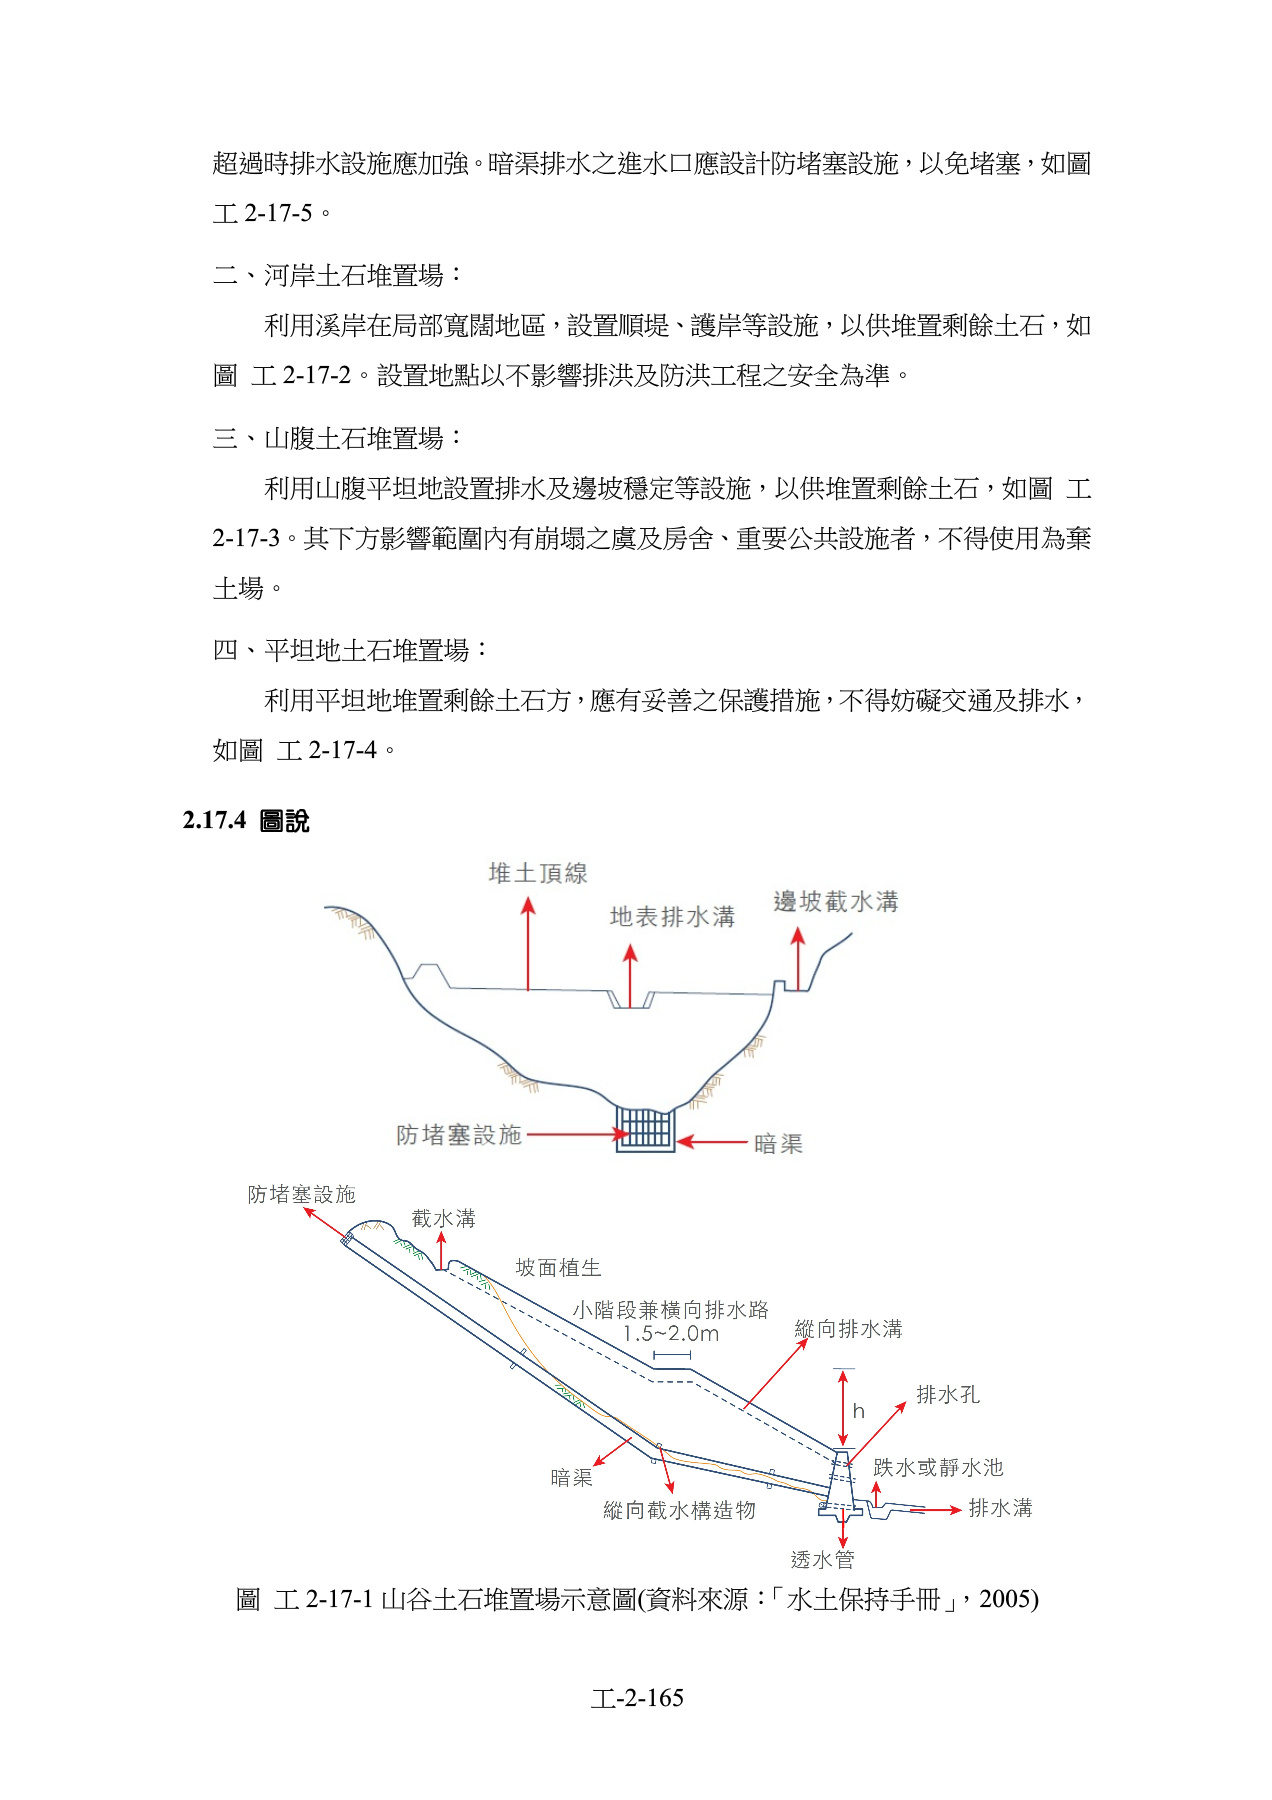 超過時排水設施應加強。暗渠排水之進水口應設計防堵塞設施，以免堵塞，如圖
工 2-17-5。
二、河岸土石堆置場：
利用溪岸在局部寬闊地區，設置順堤、護岸等設施，以供堆置剩餘土石，如
圖 工 2-17-2。設置地點以不影響排洪及防洪工程之安全為準。
三、山腹土石堆置場：
利用山腹平坦地設置排水及邊坡穩定等設施，以供堆置剩餘土石，如圖 工
2-17-3。其下方影響範圍內有崩塌之虞及房舍、重要公共設施者，不得使用為棄
土場。
四、平坦地土石堆置場：
利用平坦地堆置剩餘土石方，應有妥善之保護措施，不得妨礙交通及排水，
如圖 工 2-17-4。
2.17.4 圖說
堆土頂線
地表排水溝
邊坡截水溝
防堵塞設施
暗渠
防堵塞設施
截水溝
坡面植生
小階段兼橫向排水路
1.5~2.0m
縱向排水溝
h
排水孔
跌水或靜水池
暗渠
縱向截水構造物
排水溝
透水管
圖 工 2-17-1 山谷土石堆置場示意圖(資料來源：「水土保持手冊」，2005)
工-2-165